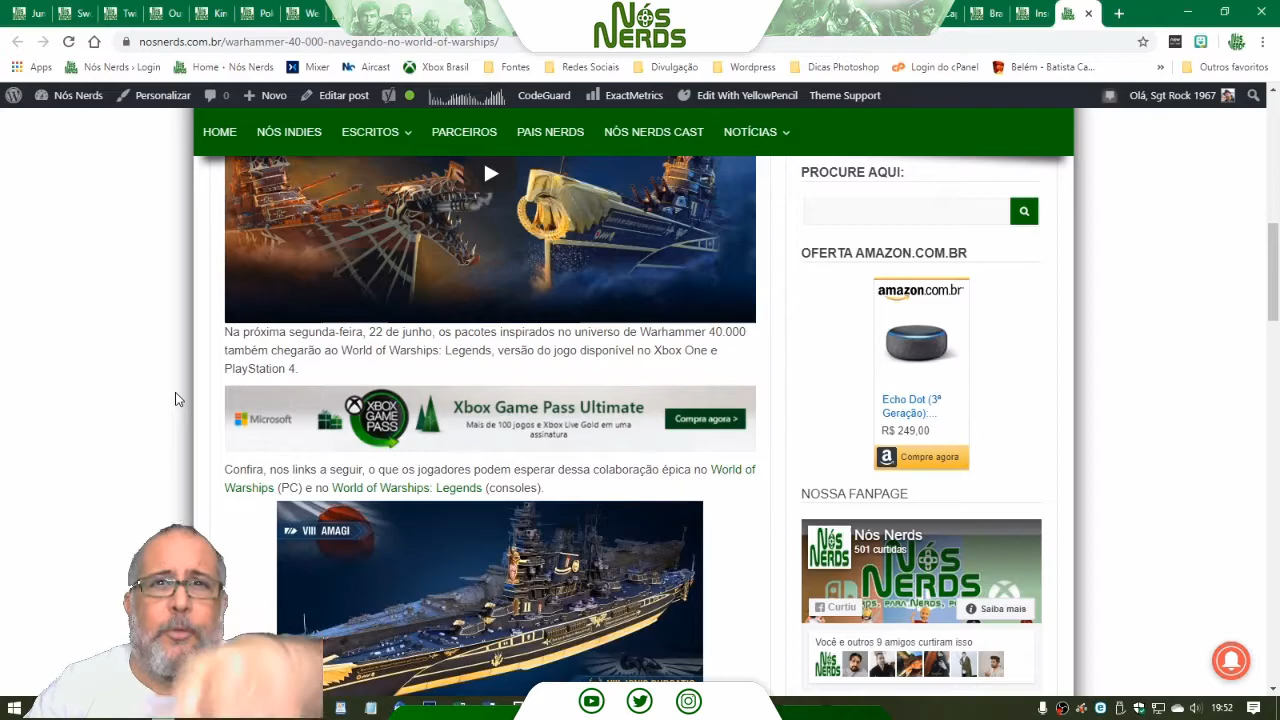 Nós
NERDS
nosnerds.com.br/warhammer-40-000-navegando-no-world-of-warships/
Apps
Nós Nerds › Login
Home • Nós Nerds
Mixer
Aircast
Xbox Brasil
Fontes
Redes Sociais
Divulgação
Wordpress
Dicas Photoshop
Login do cPanel
Belém - Batista Ca...
Outros favoritos
Nós Nerds
Personalizar
0
Novo
Editar post
CodeGuard
ExactMetrics
Edit With YellowPencil
Theme Support
Olá, Sgt Rock 1967
HOME
NÓS INDIES
ESCRITOS
PARCEIROS
PAIS NERDS
NÓS NERDS CAST
NOTÍCIAS
Na próxima segunda-feira, 22 de junho, os pacotes inspirados no universo de Warhammer 40.000
também chegarão ao World of Warships: Legends, versão do jogo disponível no Xbox One e
PlayStation 4.
Microsoft
XBOX
GAME
PASS
Xbox Game Pass Ultimate
Mais de 100 jogos e Xbox Live Gold em uma
assinatura
Compra agora >
Confira, nos links a seguir, o que os jogadores podem esperar dessa colaboração épica no World of
Warships (PC) e no World of Warships: Legends (consoles).
VIII AMAGI
PROCURE AQUI:
OFERTA AMAZON.COM.BR
amazon.com.br
Echo Dot (3ª
Geração):...
R$ 249,00
Compre agora
NOSSA FANPAGE
Nós
NERDS
Nós Nerds
501 curtidas
Nós
NERDS
Curtiu
Saiba mais
Você e outros 9 amigos curtiram isso
19:52